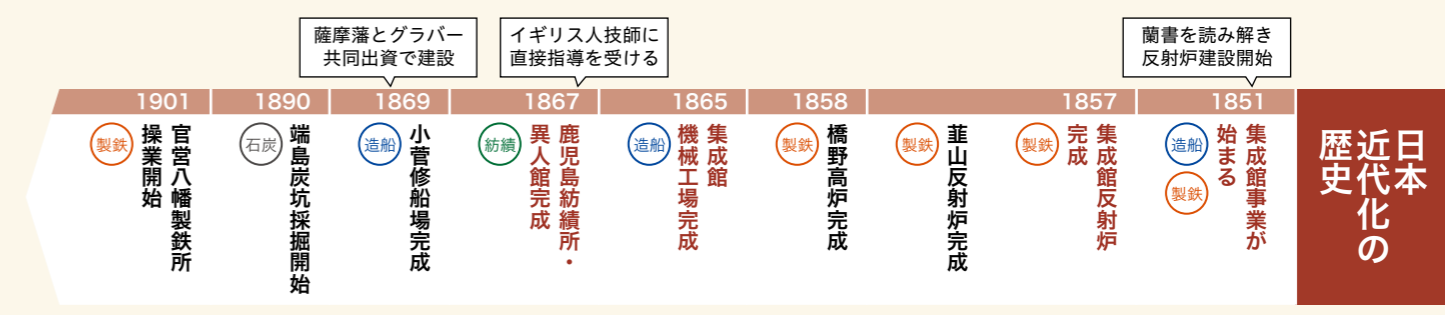 日本
近代化の
歴史
蘭書を読み解き
反射炉建設開始
1851
集成館事業が
始まる
造船
製鉄
1857
集成館反射炉
完成
製鉄
韮山反射炉完成
製鉄
1858
橋野高炉完成
製鉄
1865
集成館
機械工場完成
造船
イギリス人技師に
直接指導を受ける
1867
鹿児島紡績所・
異人館完成
紡績
薩摩藩とグラバー
共同出資で建設
1869
小菅修船場完成
造船
1890
端島炭坑採掘開始
石炭
1901
官営八幡製鉄所
操業開始
製鉄